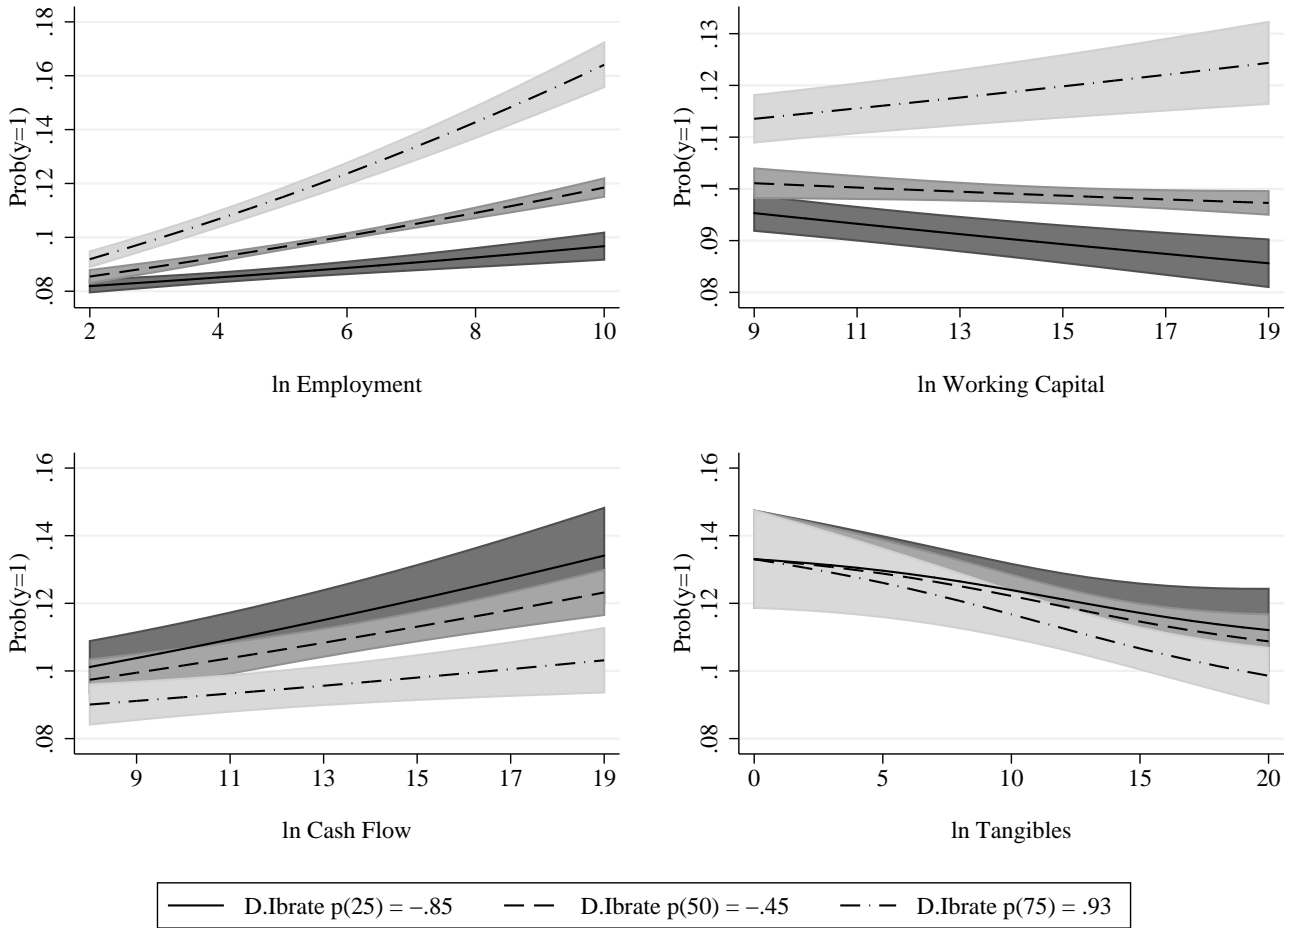 Prob(y=1)
.18
.16
.14
.12
.1
.08
2 4 6 8 10
ln Employment
Prob(y=1)
.13
.12
.11
.1
.09
.08
9 11 13 15 17 19
ln Working Capital
Prob(y=1)
.16
.14
.12
.1
.08
9 11 13 15 17 19
ln Cash Flow
Prob(y=1)
.16
.14
.12
.1
.08
0 5 10 15 20
ln Tangibles
D.Ibrate p(25) = −.85 D.Ibrate p(50) = −.45 D.Ibrate p(75) = .93